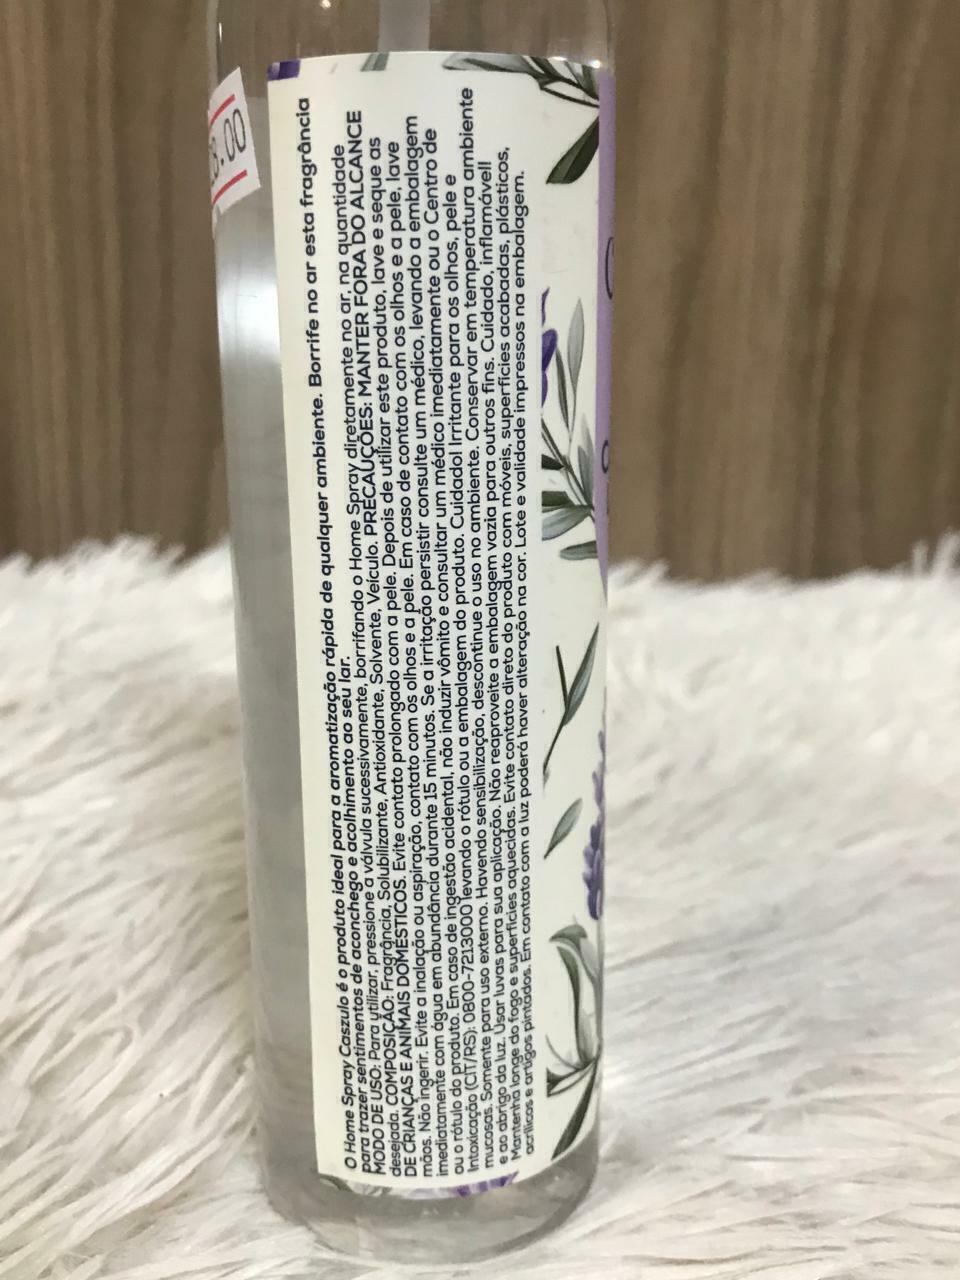 8.00
O Home Spray Caszulo é o produto ideal para a aromatização rápida de qualquer ambiente. Borrife no ar esta fragrância
para trazer sentimentos de aconchego e acolhimento ao seu lar.
MODO DE USO: Para utilizar, pressione a válvula sucessivamente, borrifando o Home Spray diretamente no ar, na quantidade
desejada. COMPOSIÇÃO: Fragrância, Solubilizante, Antioxidante, Solvente, Veículo. PRECAUÇÕES: MANTER FORA DO ALCANCE
DE CRIANÇAS E ANIMAIS DOMÉSTICOS. Evite contato prolongado com a pele. Depois de utilizar este produto, lave e seque as
mãos. Não ingerir. Evite a inalação ou aspiração, contato com os olhos e a pele. Em caso de contato com os olhos e a pele, lave
imediatamente com água em abundância durante 15 minutos. Se a irritação persistir consulte um médico, levando a embalagem
ou o rótulo do produto. Em caso de ingestão acidental, não induzir vômito e consultar um médico imediatamente ou o Centro de
Intoxicação (CIT/RS): 0800-7213000 levando o rótulo ou a embalagem do produto. Cuidado! Irritante para os olhos, pele e
mucosas. Somente para uso externo. Havendo sensibilização, descontinue o uso no ambiente. Conservar em temperatura ambiente
e ao abrigo da luz. Usar luvas para sua aplicação. Não reaproveite a embalagem vazia para outros fins. Cuidado, inflamável!
Mantenha longe do fogo e superfícies aquecidas. Evite contato direto do produto com móveis, superfícies acabadas, plásticos,
acrílicos e artigos pintados. Em contato com a luz poderá haver alteração na cor. Lote e validade impressos na embalagem.